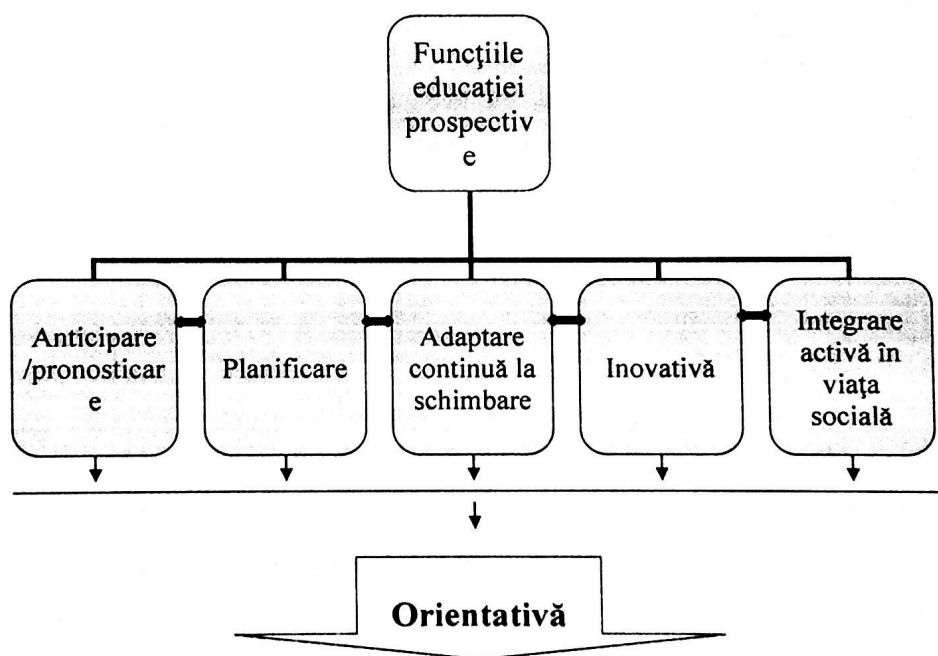 Funcţiile
educaţiei
prospectiv
e
Anticipare
/pronosticar
e
Planificare
Adaptare
continuă la
schimbare
Inovativă
Integrare
activă în
viaţa
socială
Orientativă